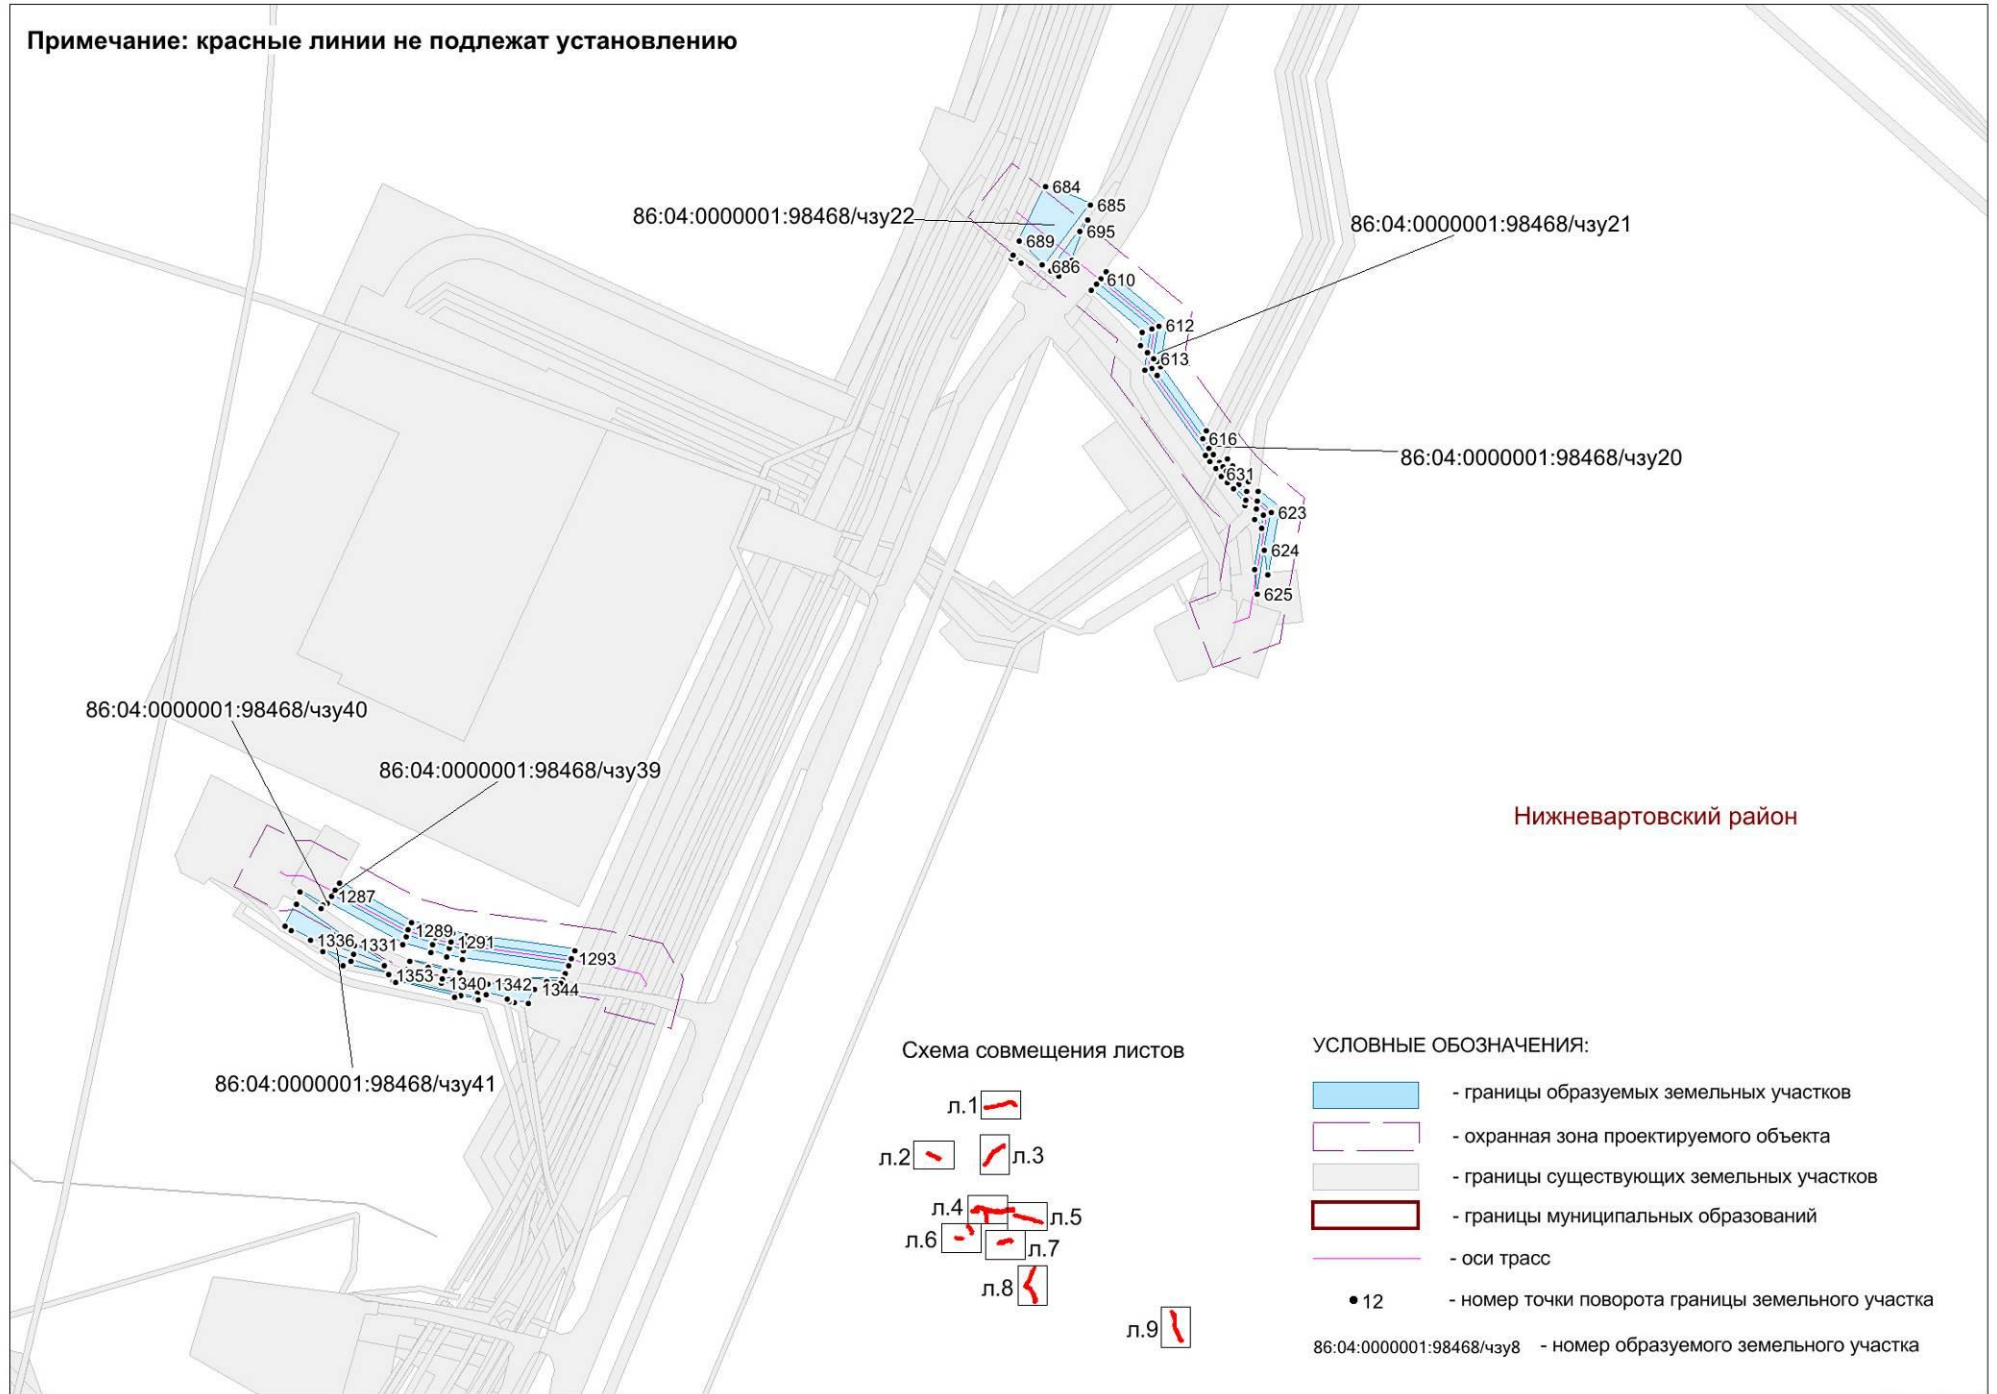 Примечание: красные линии не подлежат установлению
684
685
86:04:0000001:98468/чзу22
86:04:0000001:98468/чзу21
695
689
686
610
612
613
616
86:04:0000001:98468/чзу20
631
623
624
625
86:04:0000001:98468/чзу40
86:04:0000001:98468/чзу39
Нижневартовский район
1287
1289
1291
1336
1331
1293
1353
1340
1342
1344
86:04:0000001:98468/чзу41
Схема совмещения листов
л.1
л.2
л.3
л.4
л.5
л.6
л.7
л.8
л.9
УСЛОВНЫЕ ОБОЗНАЧЕНИЯ:
- границы образуемых земельных участков
- охранная зона проектируемого объекта
- границы существующих земельных участков
- границы муниципальных образований
- оси трасс
12 - номер точки поворота границы земельного участка
86:04:0000001:98468/чзу8 - номер образуемого земельного участка